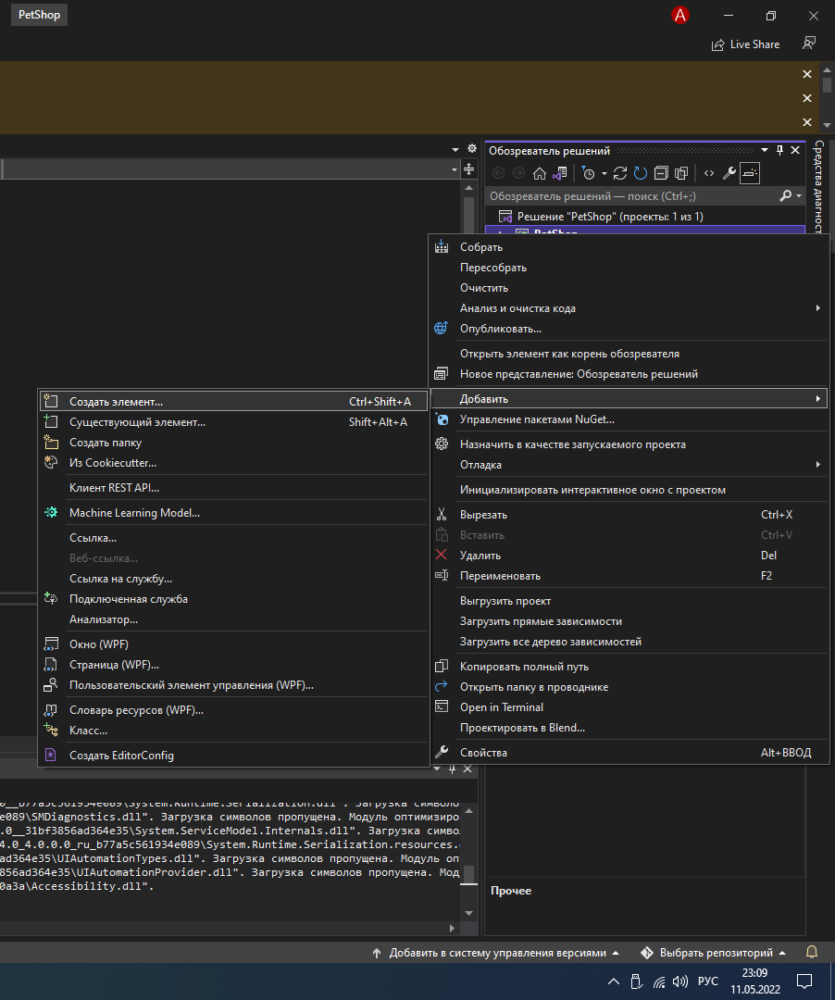 PetShop
A
Live Share
Обозреватель решений
Средства диагност
Обозреватель решений — поиск (Ctrl+;)
Решение "PetShop" (проекты: 1 из 1)
PetShop
Собрать
Пересобрать
Очистить
Анализ и очистка кода
Опубликовать...
Открыть элемент как корень обозревателя
Новое представление: Обозреватель решений
Добавить
Управление пакетами NuGet...
Назначить в качестве запускаемого проекта
Отладка
Инициализировать интерактивное окно с проектом
Вырезать Ctrl+X
Вставить Ctrl+V
Удалить Del
Переименовать F2
Выгрузить проект
Загрузить прямые зависимости
Загрузить все дерево зависимостей
Копировать полный путь
Открыть папку в проводнике
Open in Terminal
Проектировать в Blend...
Свойства Alt+ВВОД
Создать элемент... Ctrl+Shift+A
Существующий элемент... Shift+Alt+A
Создать папку
Из Cookiecutter...
Клиент REST API...
Machine Learning Model...
Ссылка...
Веб-ссылка...
Ссылка на службу...
Подключенная служба
Анализатор...
Окно (WPF)
Страница (WPF)...
Пользовательский элемент управления (WPF)...
Словарь ресурсов (WPF)...
Класс...
Создать EditorConfig
0__b77a5c561934e089\System.Runtime.Serialization.dll". Загрузка символо
e089\SMDiagnostics.dll". Загрузка символов пропущена. Модуль оптимизиро
.0__31bf3856ad364e35\System.ServiceModel.Internals.dll". Загрузка символ
4.0_4.0.0.0_ru_b77a5c561934e089\System.Runtime.Serialization.resources.
ad364e35\UIAutomationTypes.dll". Загрузка символов пропущена. Модуль опт
3856ad364e35\UIAutomationProvider.dll". Загрузка символов пропущена. Мод
0a3a\Accessibility.dll".
Прочее
Добавить в систему управления версиями
Выбрать репозиторий
РУС
23:09
11.05.2022